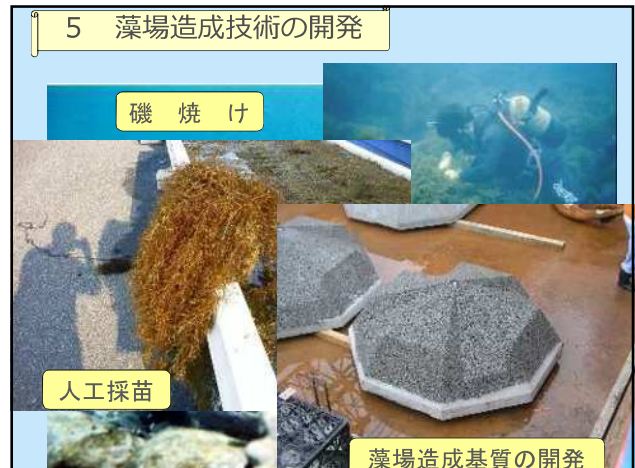 5 藻場造成技術の開発
磯 焼 け
人工採苗
藻場造成基質の開発